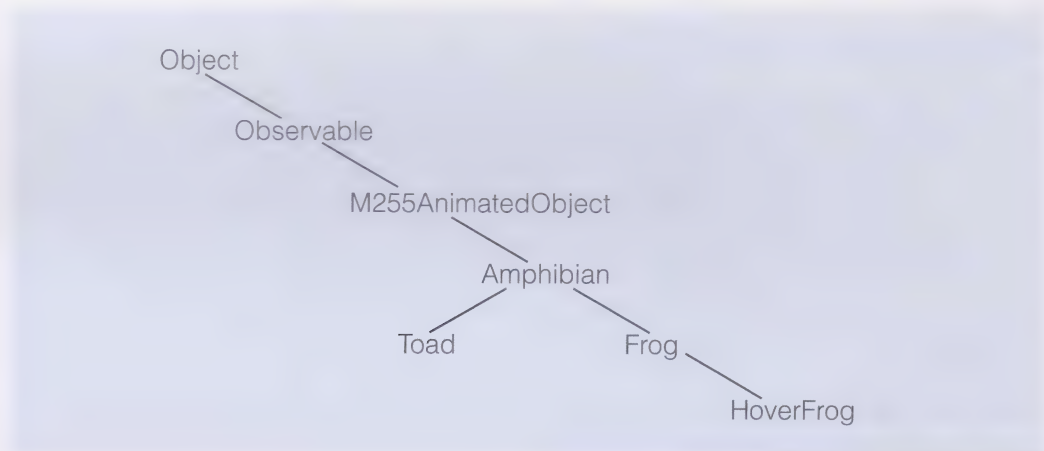 Object
Observable
M255AnimatedObject
Amphibian
Toad Frog
HoverFrog